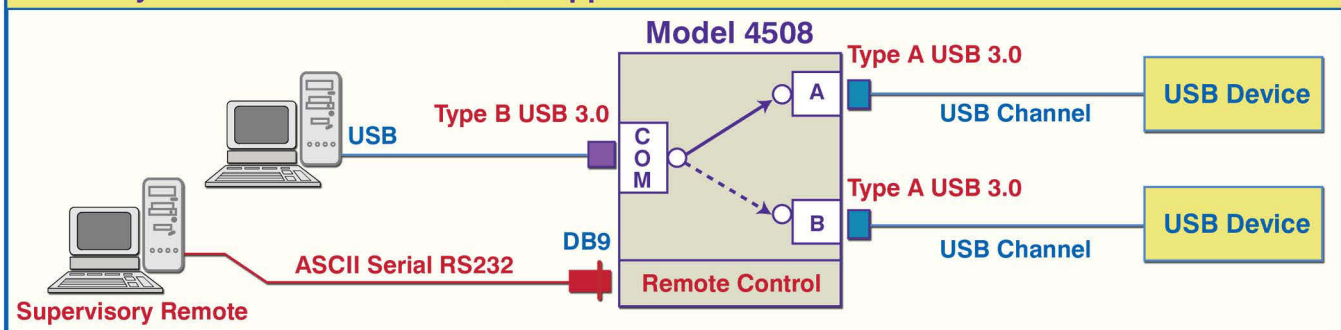 Model 4508
Type A USB 3.0
A
USB Channel
USB Device
Type B USB 3.0
USB
COM
Type A USB 3.0
B
USB Channel
USB Device
DB9
ASCII Serial RS232
Remote Control
Supervisory Remote